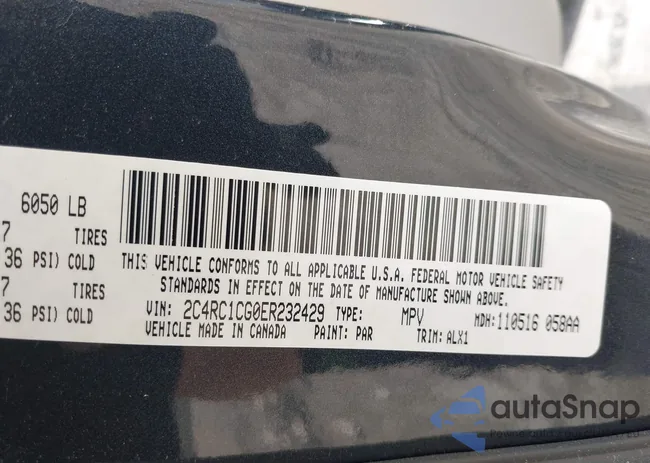 6050 LB
7 TIRES
36 PSI) COLD
7 TIRES
36 PSI) COLD
THIS VEHICLE CONFORMS TO ALL APPLICABLE U.S.A. FEDERAL MOTOR VEHICLE SAFETY
STANDARDS IN EFFECT ON THE DATE OF MANUFACTURE SHOWN ABOVE.
VIN: 2C4RC1CG0ER232429 TYPE: MPV MDH: 110516 058AA
VEHICLE MADE IN CANADA PAINT: PAR TRIM: ALX1
autoSnap